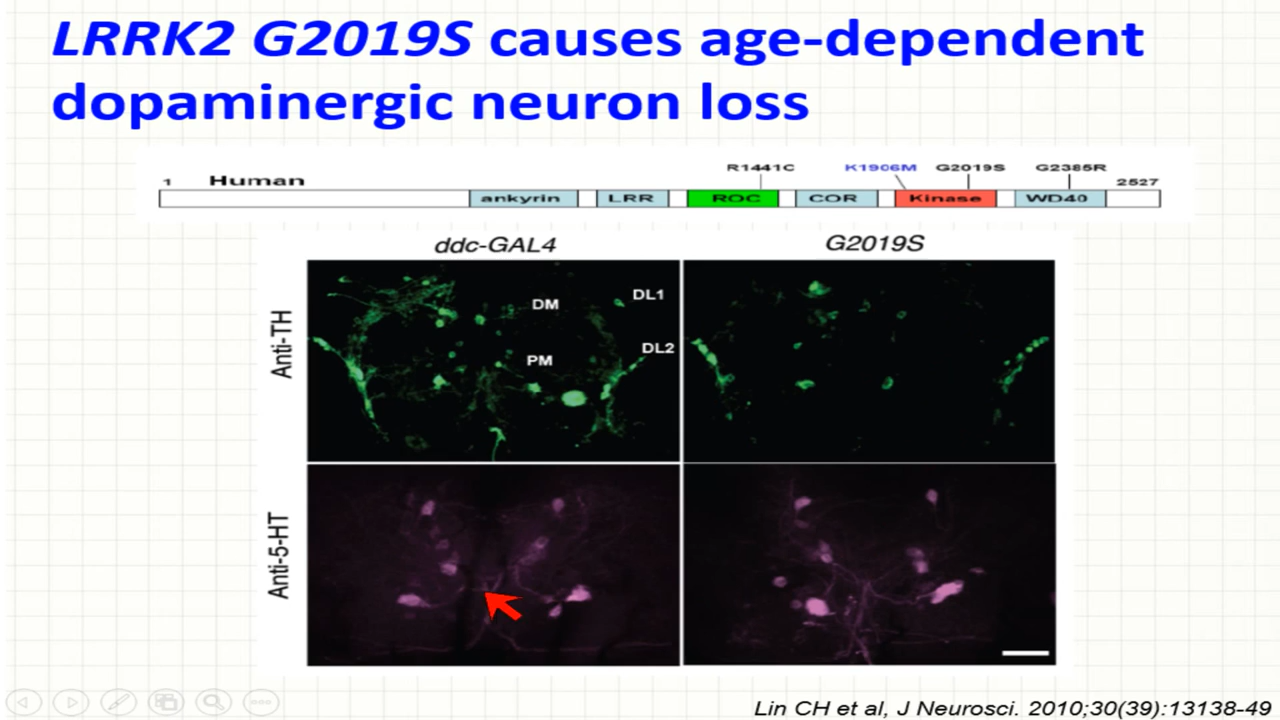 LRRK2 G2019S causes age-dependent
dopaminergic neuron loss
R1441C K1906M G2019S G2385R
1 Human 2527
ankyrin LRR ROC COR Kinase WD40
ddc-GAL4 G2019S
Anti-TH
DM DL1
DL2
PM
Anti-5-HT
Lin CH et al, J Neurosci. 2010;30(39):13138-49